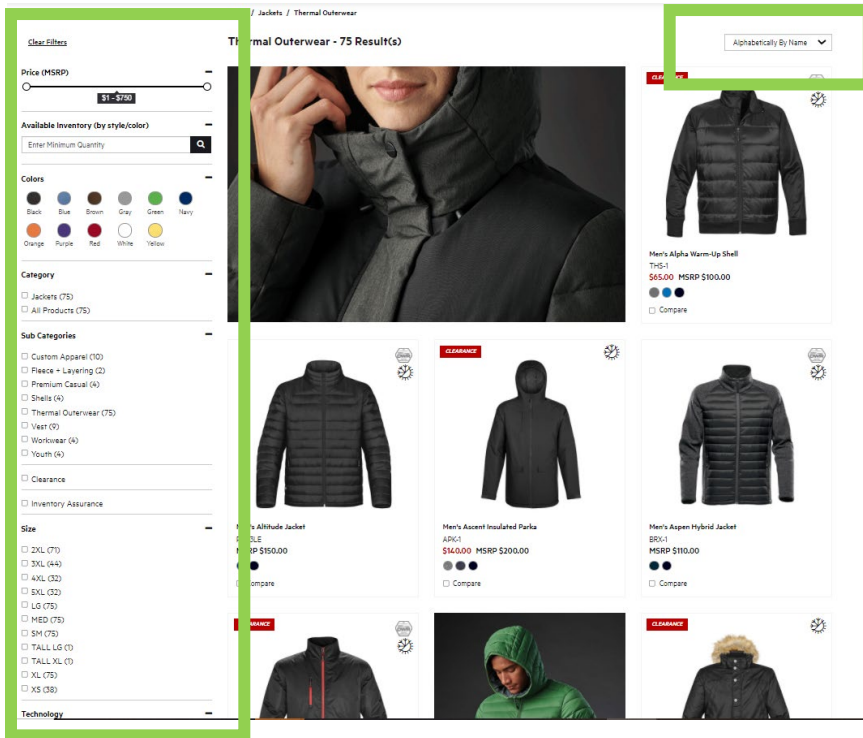 / Jackets / Thermal Outerwear
Clear Filters
Thermal Outerwear - 75 Result(s)
Alphabetically By Name
Price (MSRP)
$1 - $750
Available Inventory (by style/color)
Enter Minimum Quantity
Colors
Black Blue Brown Gray Green Navy
Orange Purple Red White Yellow
Category
Jackets (75)
All Products (75)
Sub Categories
Custom Apparel (10)
Fleece + Layering (2)
Premium Casual (4)
Shells (4)
Thermal Outerwear (75)
Vest (9)
Workwear (4)
Youth (4)
Clearance
Inventory Assurance
Size
2XL (71)
3XL (44)
4XL (32)
5XL (32)
LG (75)
MED (75)
SM (75)
TALL LG (1)
TALL XL (1)
XL (75)
XS (38)
Technology
CLEARANCE
Men's Alpha Warm-Up Shell
THS-1
$65.00 MSRP $100.00
Compare
Men's Altitude Jacket
MSRP $150.00
Compare
CLEARANCE
Men's Ascent Insulated Parka
APK-1
$140.00 MSRP $200.00
Compare
Men's Aspen Hybrid Jacket
BRX-1
MSRP $110.00
Compare
CLEARANCE
CLEARANCE